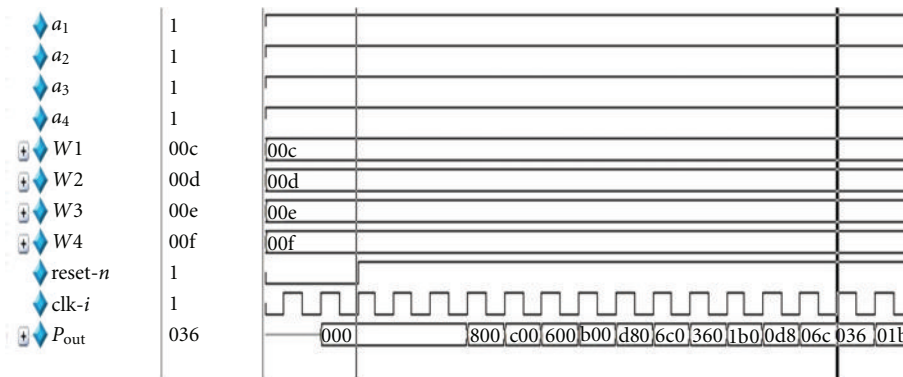 a1 1
a2 1
a3 1
a4 1
W1 00c 00c
W2 00d 00d
W3 00e 00e
W4 00f 00f
reset-n 1
clk-i 1
Pout 036 000 800 c00 600 b00 d80 6c0 360 1b0 0d8 06c 036 01b